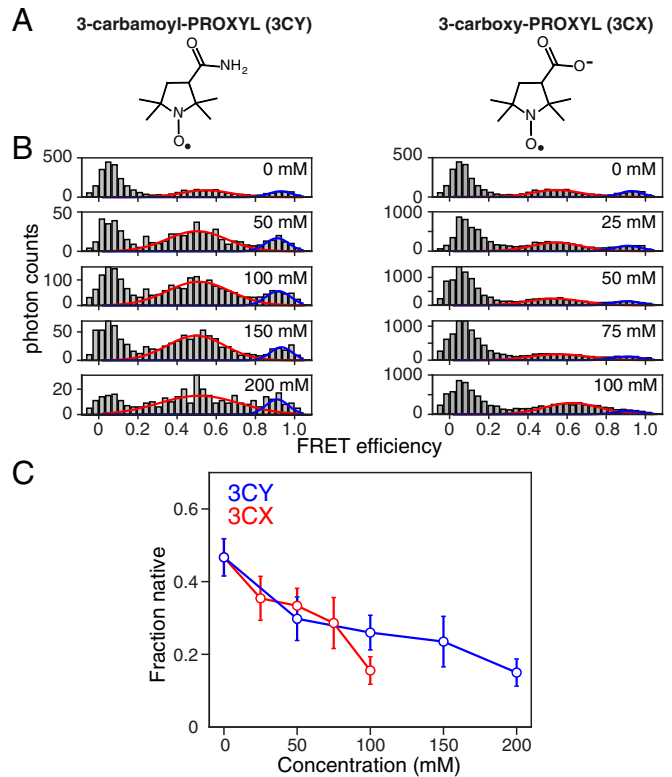 A
3-carbamoyl-PROXYL (3CY)
3-carboxy-PROXYL (3CX)
O
NH2
N
O•
O
O-
N
O•
B
photon counts
500
0
0 mM
50
0
50 mM
100
0
100 mM
50
0
150 mM
20
0
200 mM
0 0.2 0.4 0.6 0.8 1.0
500
0
0 mM
1000
0
25 mM
1000
0
50 mM
1000
0
75 mM
1000
0
100 mM
0 0.2 0.4 0.6 0.8 1.0
FRET efficiency
C
3CY
3CX
Fraction native
0.6
0.4
0.2
0
0 50 100 150 200
Concentration (mM)